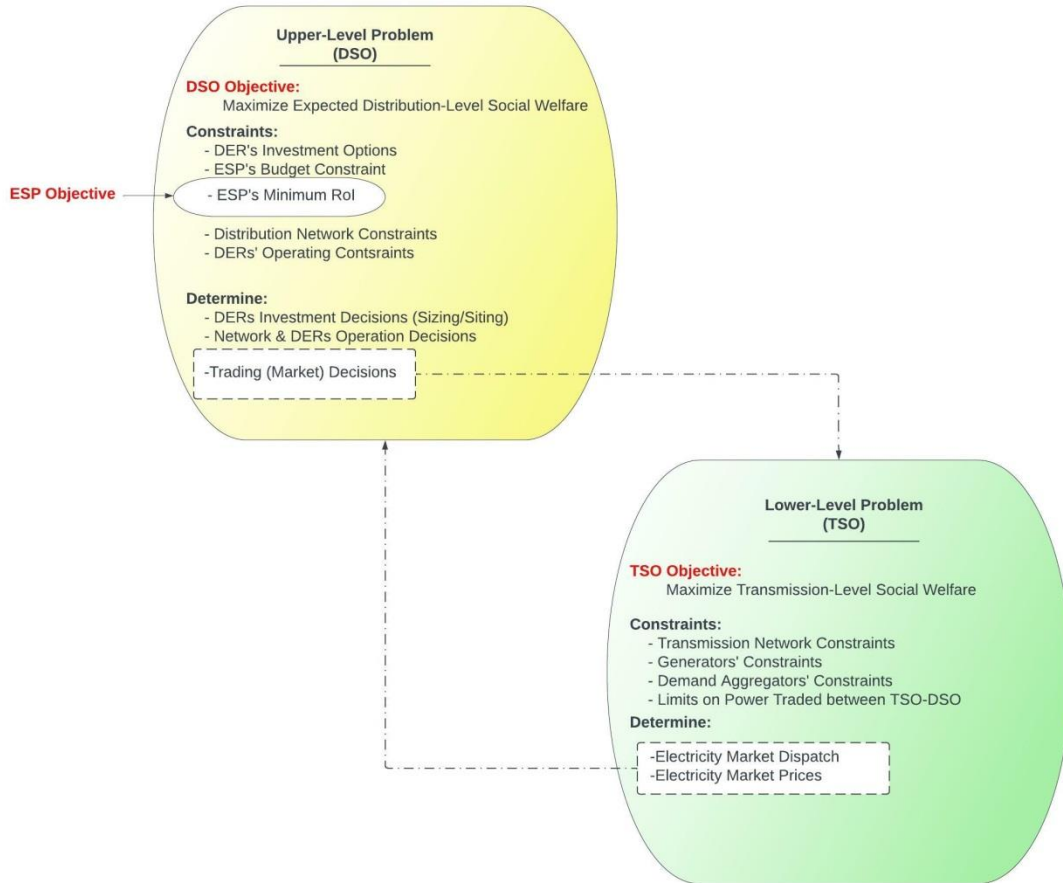 Upper-Level Problem
(DSO)
DSO Objective:
Maximize Expected Distribution-Level Social Welfare
Constraints:
- DER's Investment Options
- ESP's Budget Constraint
ESP Objective
- ESP's Minimum RoI
- Distribution Network Constraints
- DERs' Operating Contsraints
Determine:
- DERs Investment Decisions (Sizing/Siting)
- Network & DERs Operation Decisions
-Trading (Market) Decisions
Lower-Level Problem
(TSO)
TSO Objective:
Maximize Transmission-Level Social Welfare
Constraints:
- Transmission Network Constraints
- Generators' Constraints
- Demand Aggregators' Constraints
- Limits on Power Traded between TSO-DSO
Determine:
-Electricity Market Dispatch
-Electricity Market Prices